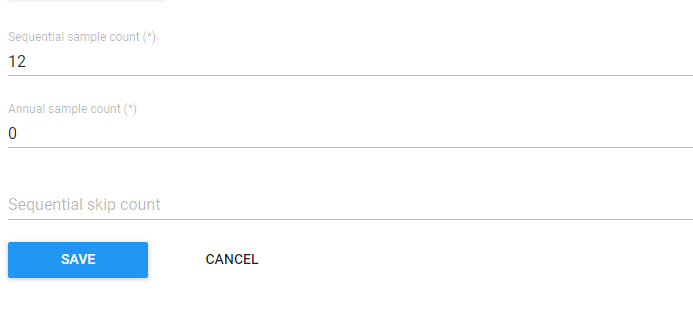 Sequential sample count (*)
12
Annual sample count (*)
0
Sequential skip count
SAVE CANCEL